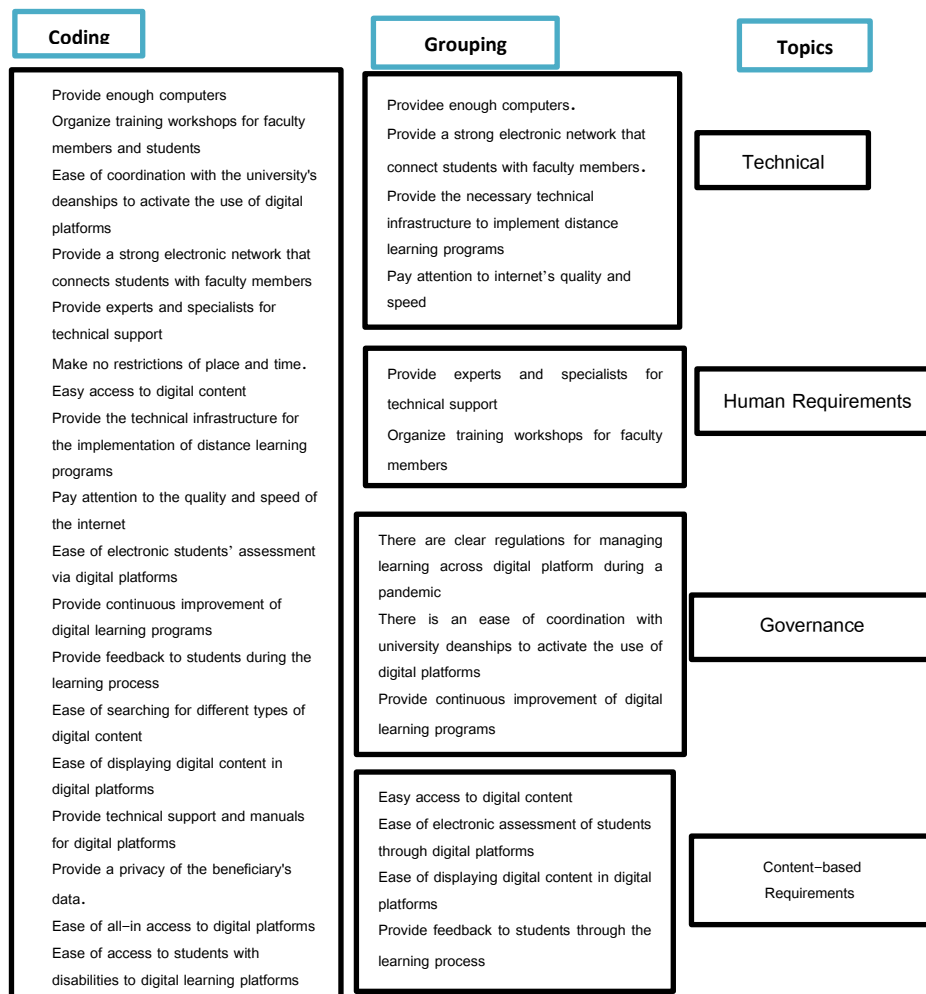 Coding
Provide enough computers
Organize training workshops for faculty
members and students
Ease of coordination with the university's
deanships to activate the use of digital
platforms
Provide a strong electronic network that
connects students with faculty members
Provide experts and specialists for
technical support
Make no restrictions of place and time.
Easy access to digital content
Provide the technical infrastructure for
the implementation of distance learning
programs
Pay attention to the quality and speed of
the internet
Ease of electronic students' assessment
via digital platforms
Provide continuous improvement of
digital learning programs
Provide feedback to students during the
learning process
Ease of searching for different types of
digital content
Ease of displaying digital content in
digital platforms
Provide technical support and manuals
for digital platforms
Provide a privacy of the beneficiary's
data.
Ease of all-in access to digital platforms
Ease of access to students with
disabilities to digital learning platforms
Grouping
Providee enough computers.
Provide a strong electronic network that
connect students with faculty members.
Provide the necessary technical
infrastructure to implement distance
learning programs
Pay attention to internet's quality and
speed
Provide experts and specialists for
technical support
Organize training workshops for faculty
members
There are clear regulations for managing
learning across digital platform during a
pandemic
There is an ease of coordination with
university deanships to activate the use of
digital platforms
Provide continuous improvement of digital
learning programs
Easy access to digital content
Ease of electronic assessment of students
through digital platforms
Ease of displaying digital content in digital
platforms
Provide feedback to students through the
learning process
Topics
Technical
Human Requirements
Governance
Content-based
Requirements